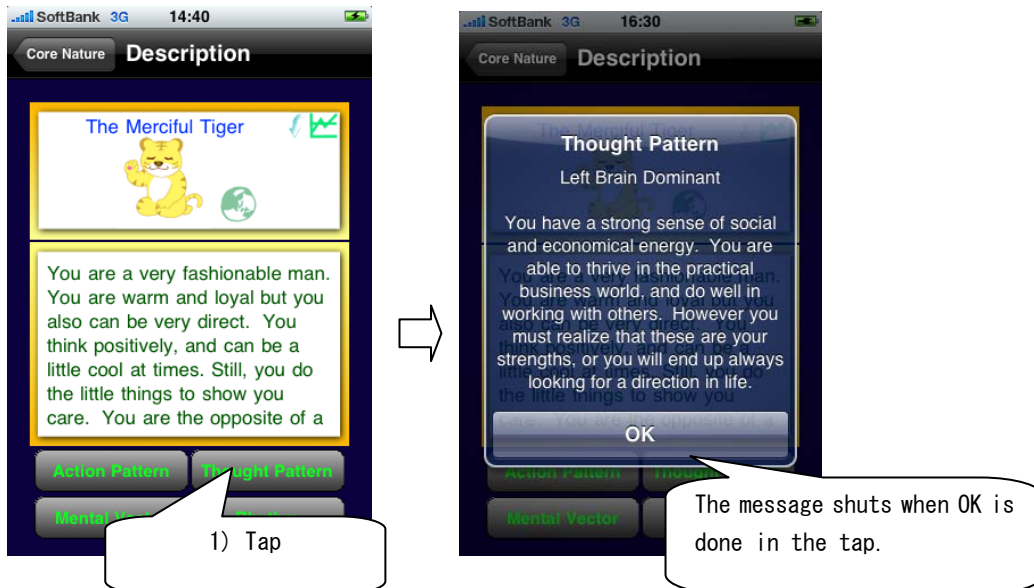 SoftBank 3G 14:40
Core Nature Description
The Merciful Tiger
You are a very fashionable man.
You are warm and loyal but you
also can be very direct. You
think positively, and can be a
little cool at times. Still, you do
the little things to show you
care. You are the opposite of a
Action Pattern Thought Pattern
Mental Vector
1) Tap
SoftBank 3G 16:30
Core Nature Description
The Merciful Tiger
Thought Pattern
Left Brain Dominant
You have a strong sense of social
and economical energy. You are
able to thrive in the practical
business world, and do well in
working with others. However you
must realize that these are your
strengths, or you will end up always
looking for a direction in life.
OK
Action Pattern Thought
Mental Vector
The message shuts when OK is
done in the tap.